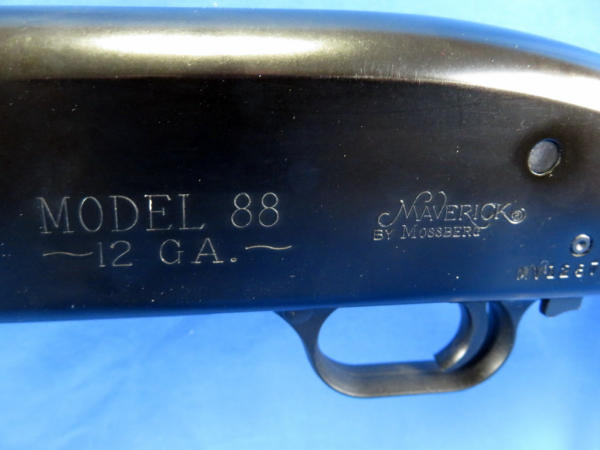 MODEL 88
~12 GA.~
MAVERICK®
BY MOSSBERG